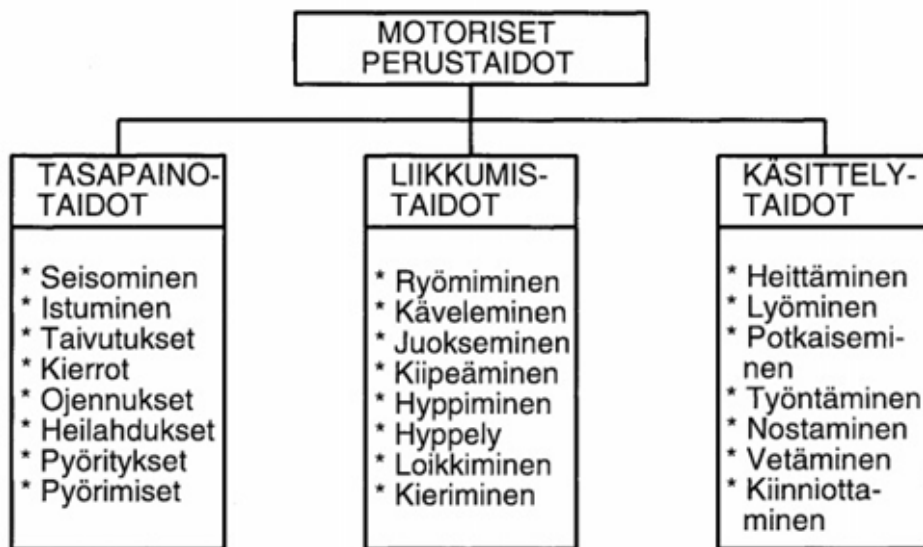 MOTORISET
PERUSTAIDOT
TASAPAINO-
TAIDOT
* Seisominen
* Istuminen
* Taivutukset
* Kierrot
* Ojennukset
* Heilahdukset
* Pyöritykset
* Pyörimiset
LIIKKUMIS-
TAIDOT
* Ryömiminen
* Käveleminen
* Juokseminen
* Kiipeäminen
* Hyppiminen
* Hyppely
* Loikkiminen
* Kieriminen
KÄSITTELY-
TAIDOT
* Heittäminen
* Lyöminen
* Potkaisemi-
nen
* Työntäminen
* Nostaminen
* Vetäminen
* Kiinniotta-
minen